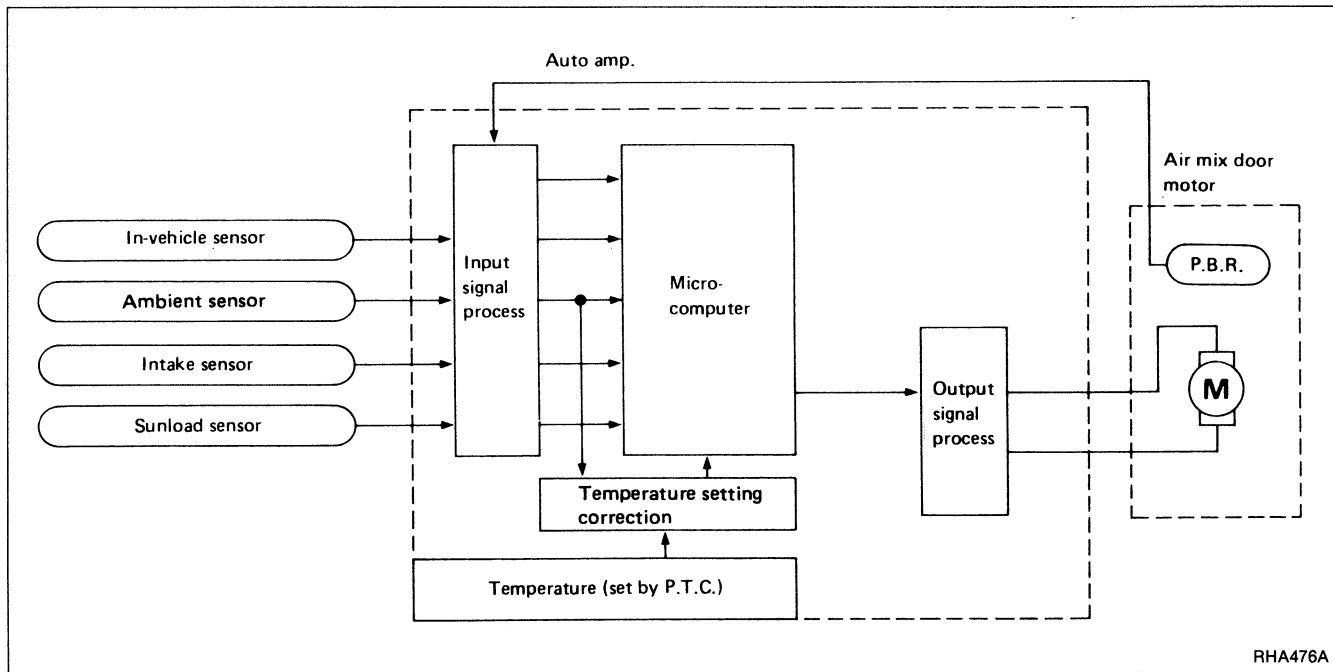 Auto amp.
Air mix door
motor
In-vehicle sensor
Ambient sensor
Intake sensor
Sunload sensor
Input
signal
process
Micro-
computer
P.B.R.
M
Output
signal
process
Temperature setting
correction
Temperature (set by P.T.C.)
RHA476A